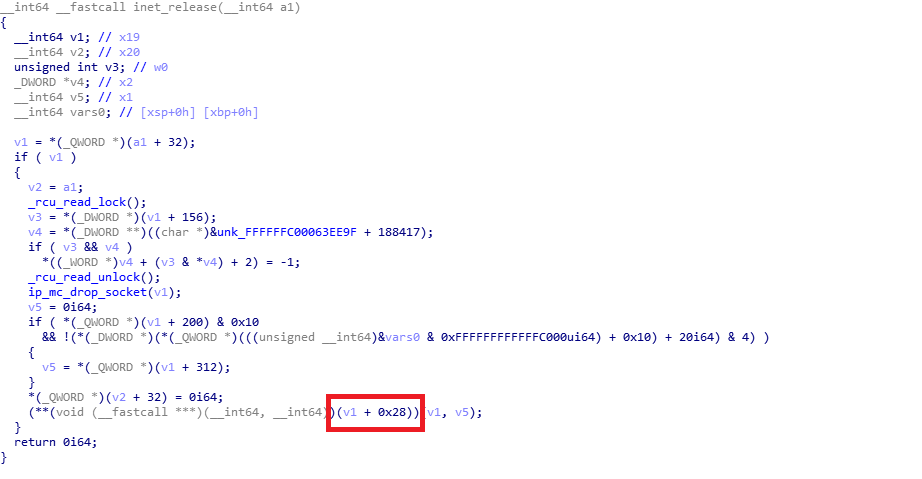 __int64 __fastcall inet_release(__int64 a1)
{
__int64 v1; // x19
__int64 v2; // x20
unsigned int v3; // w0
_DWORD *v4; // x2
__int64 v5; // x1
__int64 vars0; // [xsp+0h] [xbp+0h]
v1 = *(_QWORD *)(a1 + 32);
if ( v1 )
{
v2 = a1;
_rcu_read_lock();
v3 = *(_DWORD *)(v1 + 156);
v4 = *(_DWORD **)((char *)&unk_FFFFFFC00063EE9F + 188417);
if ( v3 && v4 )
*((_WORD *)v4 + (v3 & *v4) + 2) = -1;
_rcu_read_unlock();
ip_mc_drop_socket(v1);
v5 = 0i64;
if ( *(_QWORD *)(v1 + 200) & 0x10
&& !(*(_DWORD *)(*(_QWORD *)(((unsigned __int64)&vars0 & 0xFFFFFFFFFFFFC000ui64) + 0x10) + 20i64) & 4) )
{
v5 = *(_QWORD *)(v1 + 312);
}
*(_QWORD *)(v2 + 32) = 0i64;
(**(void (__fastcall ***)(__int64, __int64))(v1 + 0x28))(v1, v5);
}
return 0i64;
}